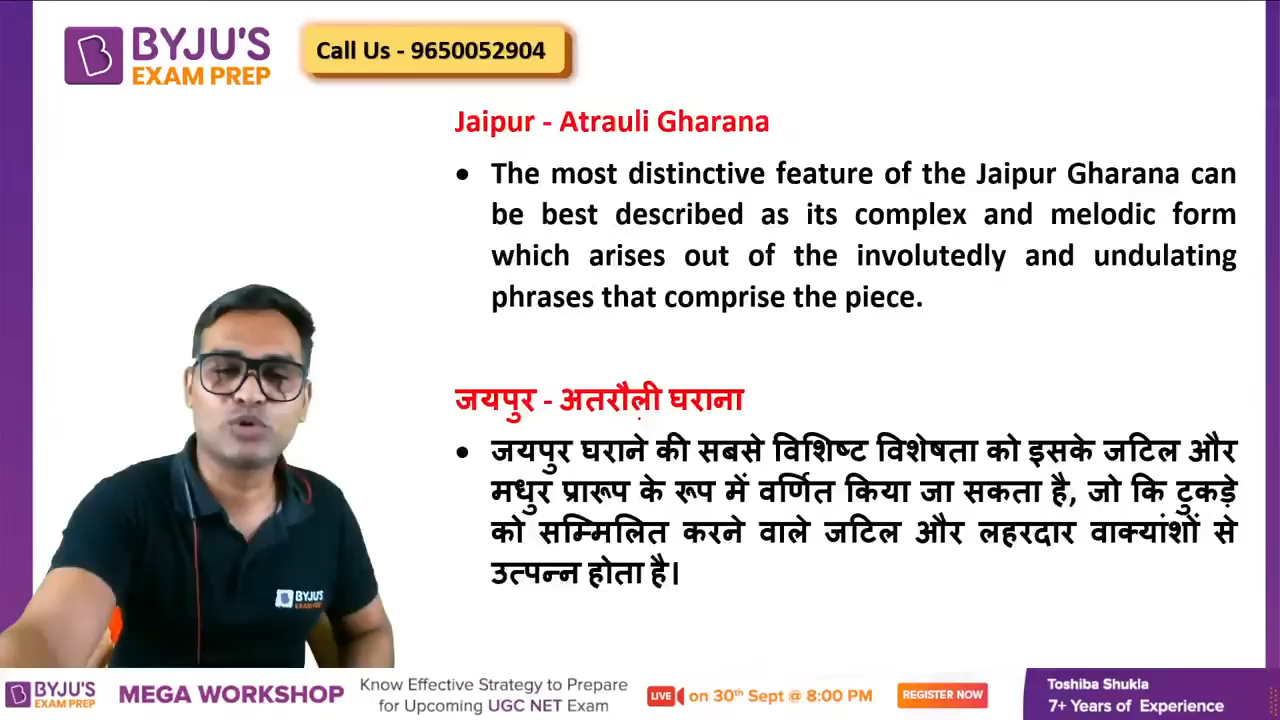 BYJU'S
EXAM PREP
Call Us - 9650052904
Jaipur - Atrauli Gharana
• The most distinctive feature of the Jaipur Gharana can
be best described as its complex and melodic form
which arises out of the involutedly and undulating
phrases that comprise the piece.
जयपुर - अतरौली घराना
• जयपुर घराने की सबसे विशिष्ट विशेषता को इसके जटिल और
मधुर प्रारूप के रूप में वर्णित किया जा सकता है, जो कि टुकड़े
को सम्मिलित करने वाले जटिल और लहरदार वाक्यांशों से
उत्पन्न होता है।
BYJU'S
EXAM PREP
BYJU'S
EXAM PREP
MEGA WORKSHOP
Know Effective Strategy to Prepare
for Upcoming UGC NET Exam
LIVE on 30th Sept @ 8:00 PM
REGISTER NOW
Toshiba Shukla
7+ Years of Experience